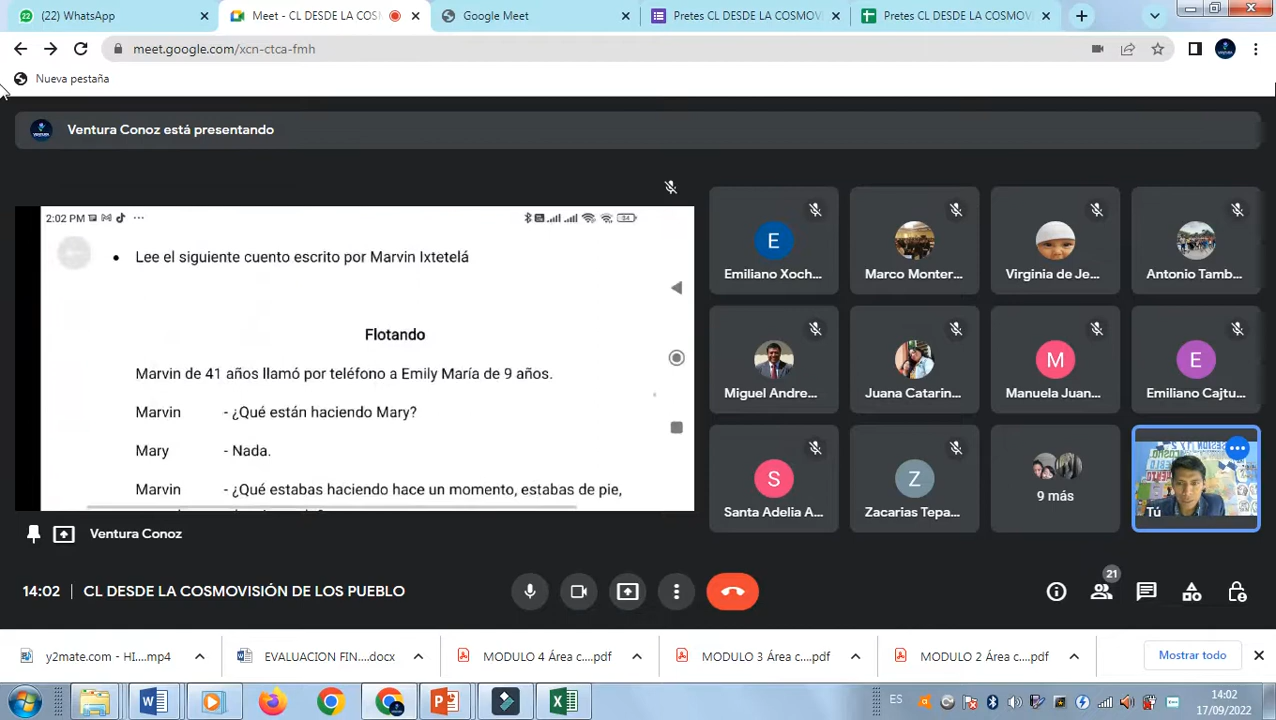 (22) WhatsApp
Meet - CL DESDE LA COS
Google Meet
Pretes CL DESDE LA COSMOVI
Pretes CL DESDE LA COSMOVI
meet.google.com/xcn-ctca-fmh
Nueva pestaña
Ventura Conoz está presentando
2:02 PM
Lee el siguiente cuento escrito por Marvin Ixtetelá
Flotando
Marvin de 41 años llamó por teléfono a Emily María de 9 años.
Marvin - ¿Qué están haciendo Mary?
Mary - Nada.
Marvin - ¿Qué estabas haciendo hace un momento, estabas de pie,
E
Emiliano Xoch...
Marco Monter...
Virginia de Je...
Antonio Tamb...
Miguel Andre...
Juana Catarin...
M
Manuela Juan...
E
Emiliano Cajtu...
S
Santa Adelia A...
Z
Zacarias Tepa...
9 más
Tú
Ventura Conoz
14:02 | CL DESDE LA COSMOVISIÓN DE LOS PUEBLO
21
y2mate.com - HI....mp4
EVALUACION FIN....docx
MODULO 4 Área c....pdf
MODULO 3 Área c....pdf
MODULO 2 Área c....pdf
Mostrar todo
ES
14:02
17/09/2022